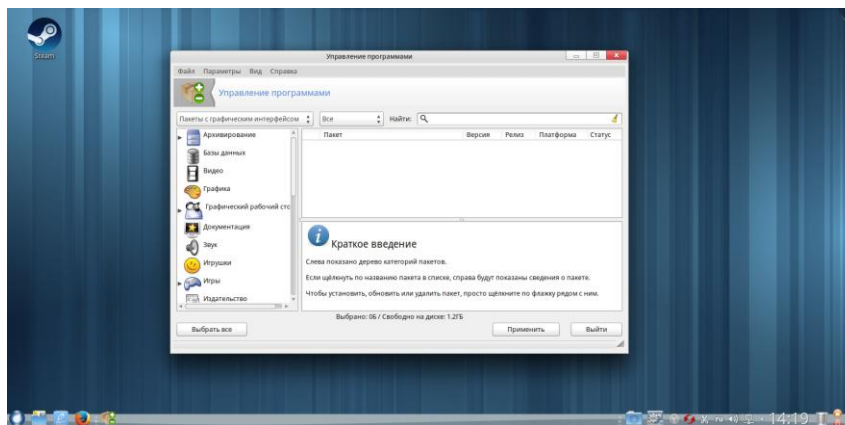 Steam
Управление программами
Файл Параметры Вид Справка
Управление программами
Пакеты с графическим интерфейсом Все Найти:
Архивирование
Базы данных
Видео
Графика
Графический рабочий сто
Документация
Звук
Игрушки
Игры
Издательство
Пакет Версия Релиз Платформа Статус
Краткое введение
Слева показано дерево категорий пакетов.
Если щёлкнуть по названию пакета в списке, справа будут показаны сведения о пакете.
Чтобы установить, обновить или удалить пакет, просто щёлкните по флажку рядом с ним.
Выбрано: 0Б / Свободно на диске: 1.2ГБ
Выбрать все Применить Выйти
ru 14:19